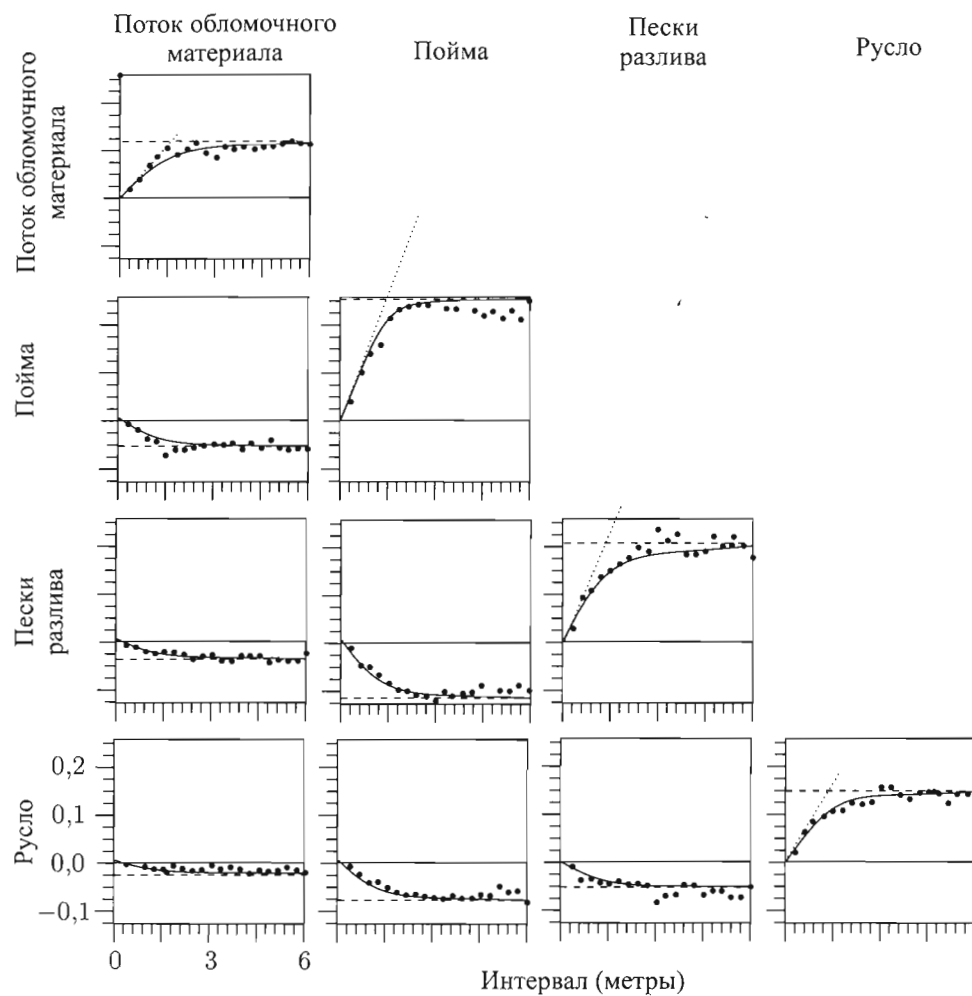 Поток обломочного
материала
Пойма
Пески
разлива
Русло
Поток обломочного
материала
Пойма
Пески
разлива
Русло
0,2
0,1
0,0
−0,1
0 3 6
Интервал (метры)